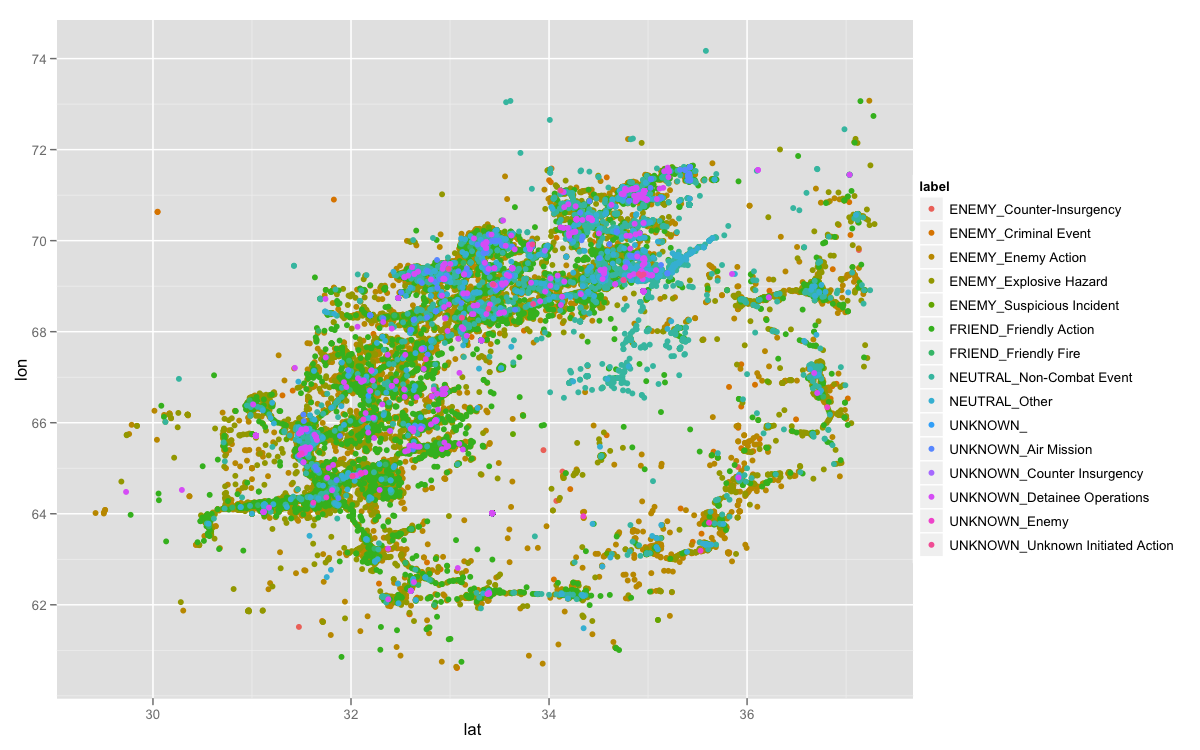 74
72
70
68
66
64
62
lon
30
32
34
36
lat
label
ENEMY_Counter-Insurgency
ENEMY_Criminal Event
ENEMY_Enemy Action
ENEMY_Explosive Hazard
ENEMY_Suspicious Incident
FRIEND_Friendly Action
FRIEND_Friendly Fire
NEUTRAL_Non-Combat Event
NEUTRAL_Other
UNKNOWN_
UNKNOWN_Air Mission
UNKNOWN_Counter Insurgency
UNKNOWN_Detainee Operations
UNKNOWN_Enemy
UNKNOWN_Unknown Initiated Action